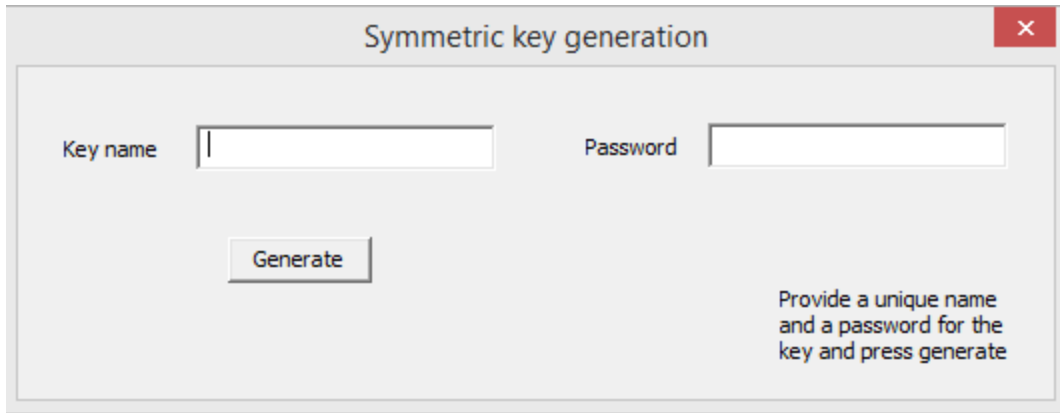 Symmetric key generation
Key name
Password
Generate
Provide a unique name
and a password for the
key and press generate